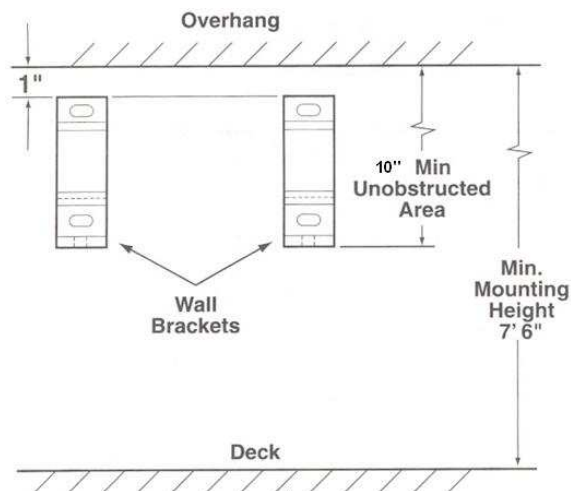 Overhang
1"
10" Min
Unobstructed
Area
Wall
Brackets
Min.
Mounting
Height
7' 6"
Deck